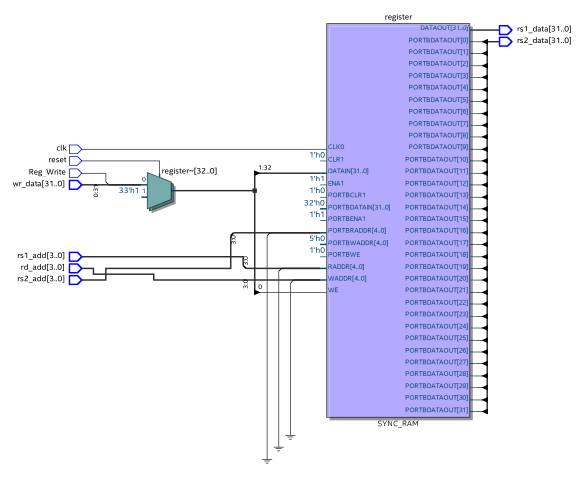 register
DATAOUT[31..0]
rs1_data[31..0]
PORTBDATAOUT[0]
rs2_data[31..0]
PORTBDATAOUT[1]
PORTBDATAOUT[2]
PORTBDATAOUT[3]
PORTBDATAOUT[4]
PORTBDATAOUT[5]
PORTBDATAOUT[6]
PORTBDATAOUT[7]
PORTBDATAOUT[8]
clk
CLK0
PORTBDATAOUT[9]
reset
1'h0
CLR1
PORTBDATAOUT[10]
Reg_Write
register~[32..0]
1:32
DATAIN[31..0]
PORTBDATAOUT[11]
wr_data[31..0]
0
1'h1
ENA1
PORTBDATAOUT[12]
33'h1
1
1'h0
PORTBCLR1
PORTBDATAOUT[13]
32'h0
PORTBDATAIN[31..0]
PORTBDATAOUT[14]
1'h1
PORTBENA1
PORTBDATAOUT[15]
PORTBRADDR[4..0]
PORTBDATAOUT[16]
3:0
5'h0
PORTBWADDR[4..0]
PORTBDATAOUT[17]
rs1_add[3..0]
1'h0
PORTBWE
PORTBDATAOUT[18]
3:0
rd_add[3..0]
RADDR[4..0]
PORTBDATAOUT[19]
rs2_add[3..0]
3:0
WADDR[4..0]
PORTBDATAOUT[20]
0
WE
PORTBDATAOUT[21]
PORTBDATAOUT[22]
PORTBDATAOUT[23]
PORTBDATAOUT[24]
PORTBDATAOUT[25]
PORTBDATAOUT[26]
PORTBDATAOUT[27]
PORTBDATAOUT[28]
PORTBDATAOUT[29]
PORTBDATAOUT[30]
PORTBDATAOUT[31]
SYNC_RAM